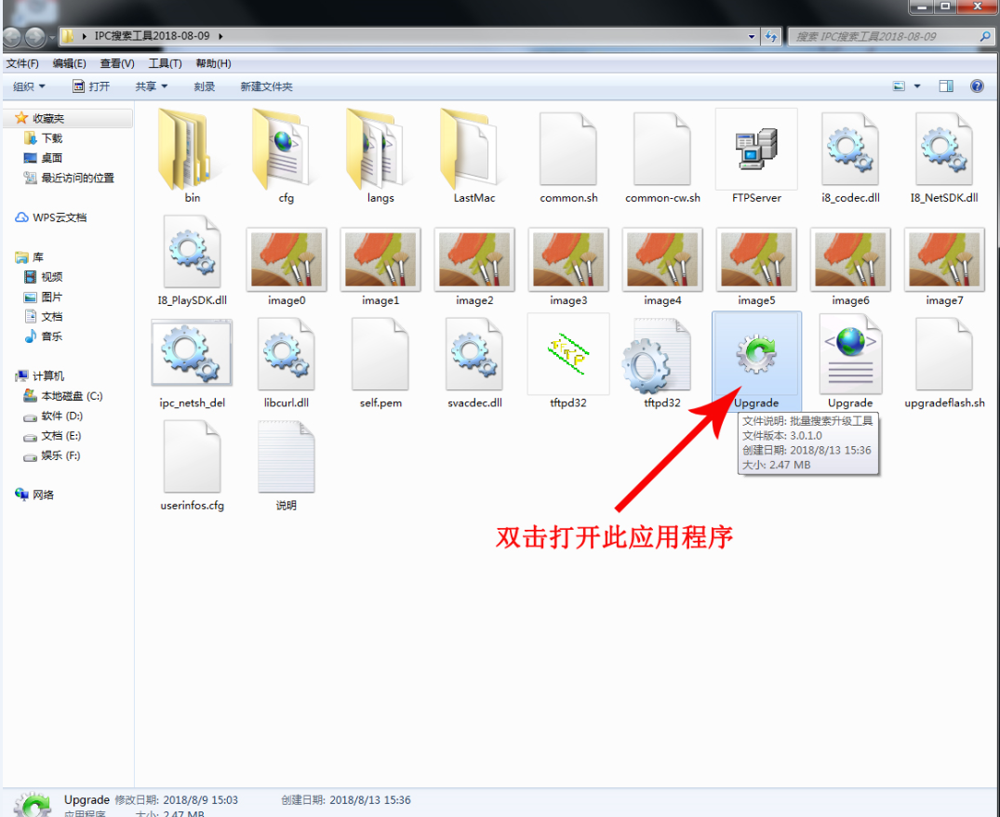 IPC搜索工具2018-08-09
搜索 IPC搜索工具2018-08-09
文件(F) 编辑(E) 查看(V) 工具(T) 帮助(H)
组织 打开 共享 刻录 新建文件夹
收藏夹
下载
桌面
最近访问的位置
WPS云文档
库
视频
图片
文档
音乐
计算机
本地磁盘 (C:)
软件 (D:)
文档 (E:)
娱乐 (F:)
网络
bin cfg langs LastMac common.sh common-cw.sh FTPServer i8_codec.dll I8_NetSDK.dll
I8_PlaySDK.dll image0 image1 image2 image3 image4 image5 image6 image7
TFTP
ipc_netsh_del libcurl.dll self.pem svacdec.dll tftpd32 tftpd32 Upgrade Upgrade upgradeflash.sh
文件说明: 批量搜索升级工具
文件版本: 3.0.1.0
创建日期: 2018/8/13 15:36
大小: 2.47 MB
userinfos.cfg 说明
双击打开此应用程序
Upgrade 修改日期: 2018/8/9 15:03 创建日期: 2018/8/13 15:36
应用程序 大小: 2.47 MB